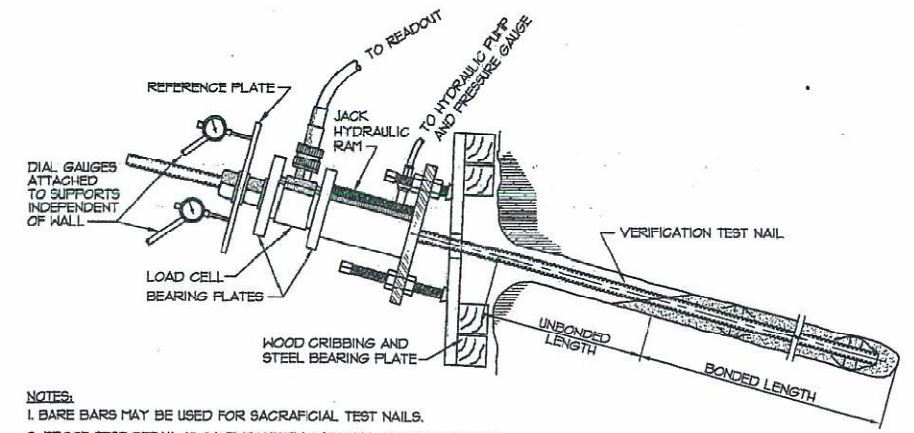 TO READOUT
TO HYDRAULIC PUMP
AND PRESSURE GAUGE
REFERENCE PLATE
JACK
HYDRAULIC
RAM
DIAL GAUGES
ATTACHED
TO SUPPORTS
INDEPENDENT
OF WALL
VERIFICATION TEST NAIL
LOAD CELL
BEARING PLATES
WOOD CRIBBING AND
STEEL BEARING PLATE
UNBONDED
LENGTH
BONDED LENGTH
NOTES:
1. BARE BARS MAY BE USED FOR SACRAFICIAL TEST NAILS.